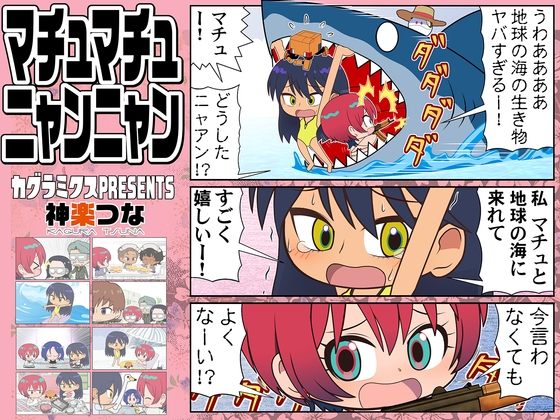 マチュマチュ
ニャンニャン
カグラミクスPRESENTS
神楽つな
KAGURA TSUNA
うわあああああ
地球の海の生き物
ヤバすぎるー！
ダダダダダ
マチュ
ー！
どうした
ニャアン!?
私 マチュと
地球の海に
来れて
すごく
嬉しいー！
今言わ
なくても
よく
なーい!?